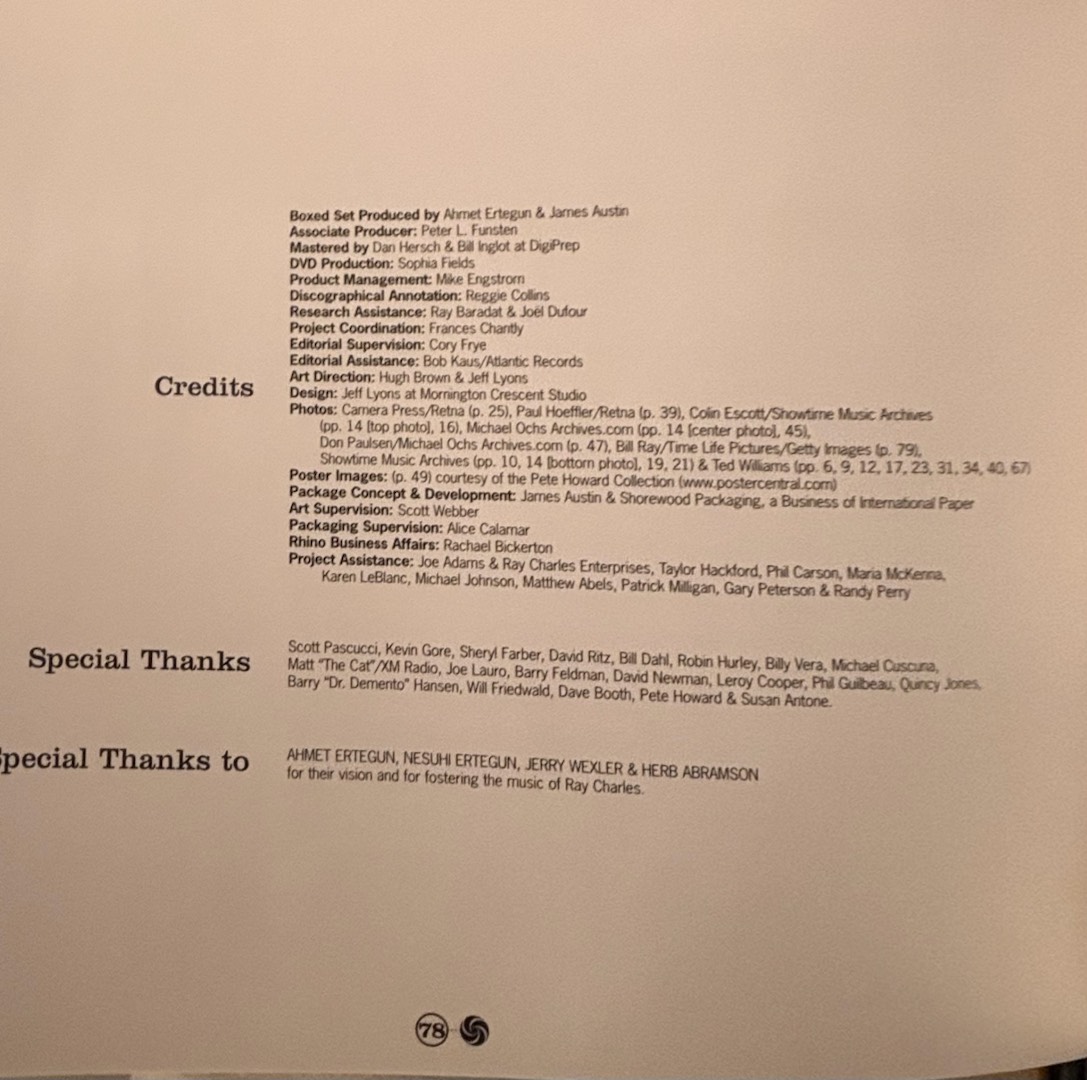 Boxed Set Produced by Ahmet Ertegun & James Austin
Associate Producer: Peter L. Funsten
Mastered by Dan Hersch & Bill Inglot at DigiPrep
DVD Production: Sophia Fields
Product Management: Mike Engstrom
Discographical Annotation: Reggie Collins
Research Assistance: Ray Baradat & Joël Dufour
Project Coordination: Frances Chantly
Editorial Supervision: Cory Frye
Editorial Assistance: Bob Kaus/Atlantic Records
Credits
Art Direction: Hugh Brown & Jeff Lyons
Design: Jeff Lyons at Mornington Crescent Studio
Photos: Camera Press/Retna (p. 25), Paul Hoeffler/Retna (p. 39), Colin Escott/Showtime Music Archives
(pp. 14 [top photo], 16), Michael Ochs Archives.com (pp. 14 [center photo], 45),
Don Paulsen/Michael Ochs Archives.com (p. 47), Bill Ray/Time Life Pictures/Getty Images (p. 79),
Showtime Music Archives (pp. 10, 14 [bottom photo], 19, 21) & Ted Williams (pp. 6, 9, 12, 17, 23, 31, 34, 40, 67)
Poster Images: (p. 49) courtesy of the Pete Howard Collection (www.postercentral.com)
Package Concept & Development: James Austin & Shorewood Packaging, a Business of International Paper
Art Supervision: Scott Webber
Packaging Supervision: Alice Calamar
Rhino Business Affairs: Rachael Bickerton
Project Assistance: Joe Adams & Ray Charles Enterprises, Taylor Hackford, Phil Carson, Maria McKenna,
Karen LeBlanc, Michael Johnson, Matthew Abels, Patrick Milligan, Gary Peterson & Randy Perry
Special Thanks
Scott Pascucci, Kevin Gore, Sheryl Farber, David Ritz, Bill Dahl, Robin Hurley, Billy Vera, Michael Cuscuna,
Matt "The Cat"/XM Radio, Joe Lauro, Barry Feldman, David Newman, Leroy Cooper, Phil Guilbeau, Quincy Jones,
Barry "Dr. Demento" Hansen, Will Friedwald, Dave Booth, Pete Howard & Susan Antone.
pecial Thanks to
AHMET ERTEGUN, NESUHI ERTEGUN, JERRY WEXLER & HERB ABRAMSON
for their vision and for fostering the music of Ray Charles.
78